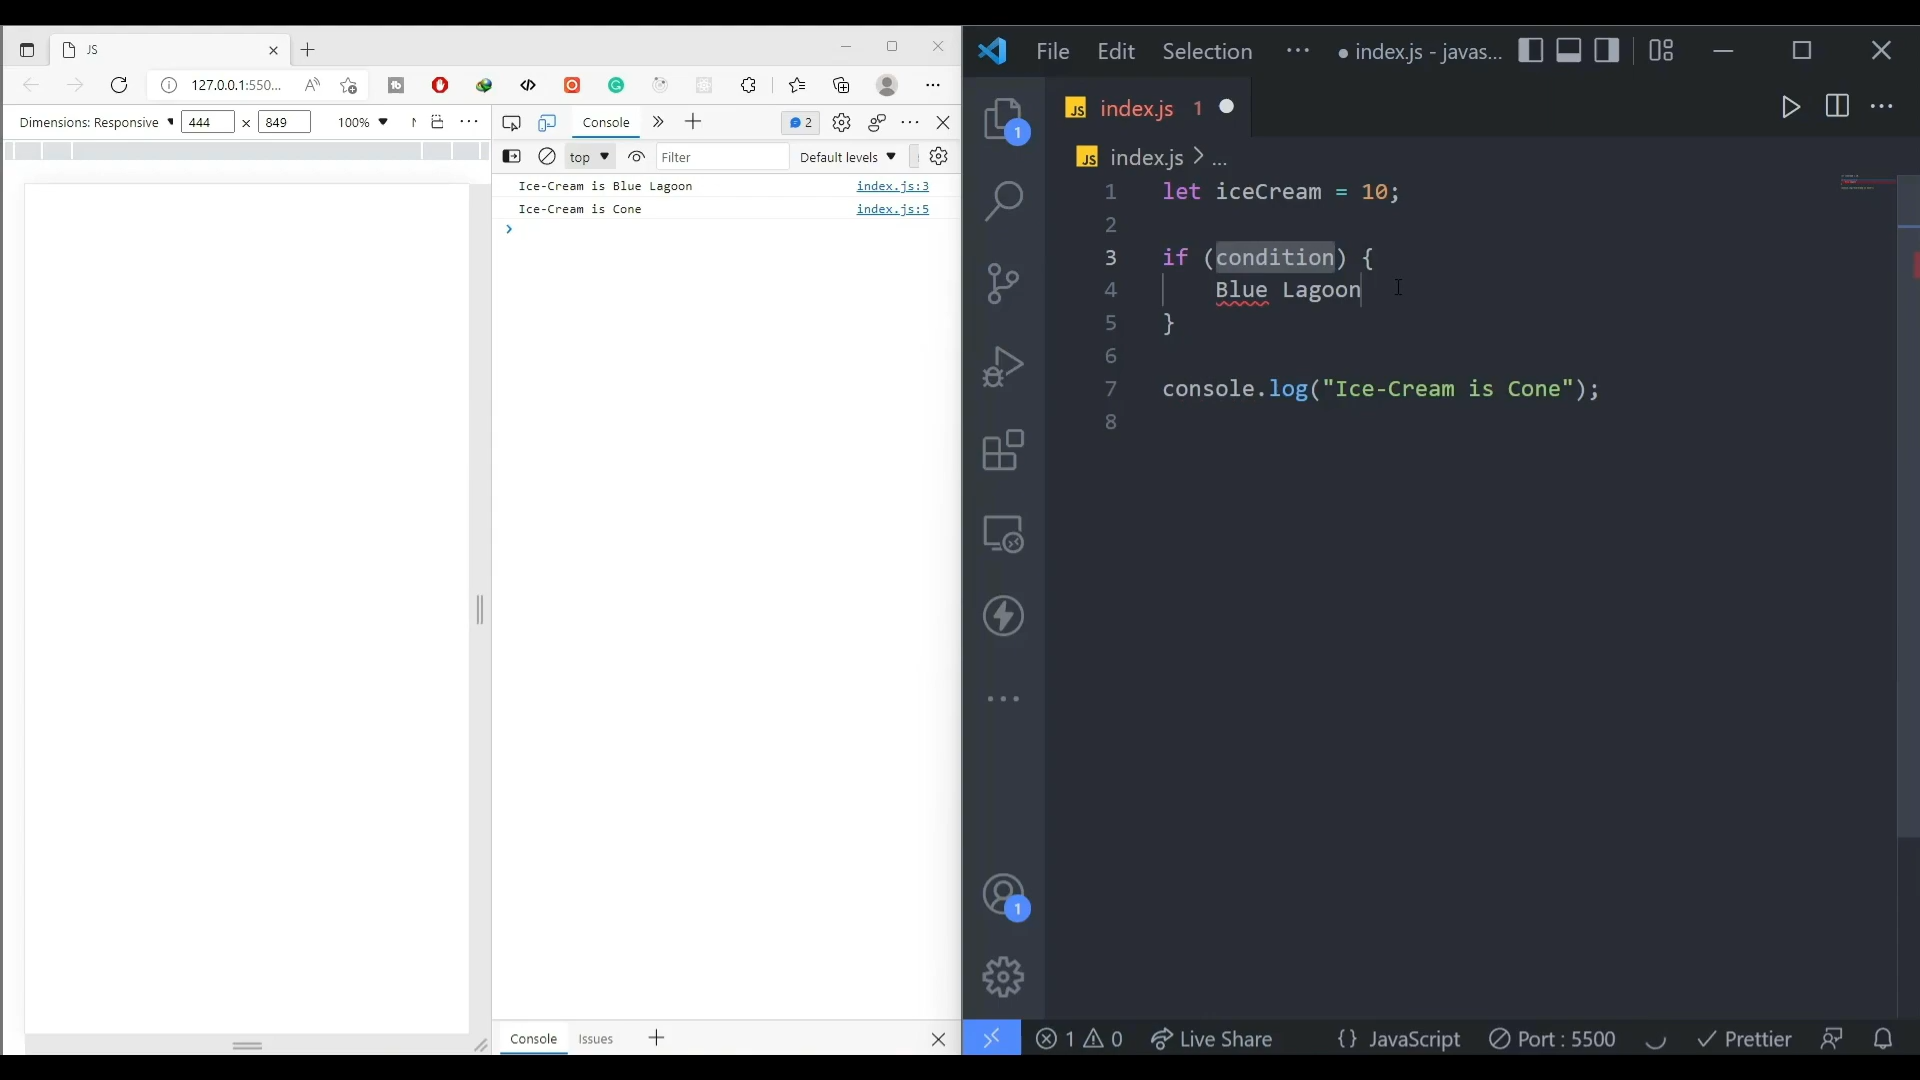 JS
127.0.0.1:550...
Dimensions: Responsive 444 x 849 100%
Console
2
top Filter Default levels
Ice-Cream is Blue Lagoon index.js:3
Ice-Cream is Cone index.js:5
Console Issues
File Edit Selection ... index.js - javas...
index.js 1
index.js > ...
1 let iceCream = 10;
2
3 if (condition) {
4 Blue Lagoon
5 }
6
7 console.log("Ice-Cream is Cone");
8
1
1
1 0 Live Share {} JavaScript Port : 5500 Prettier